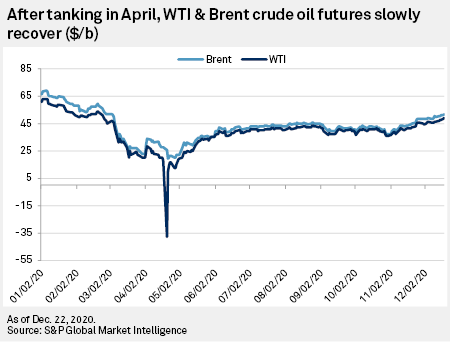 After tanking in April, WTI & Brent crude oil futures slowly
recover ($/b)
Brent WTI
85
65
45
25
5
-15
-35
-55
01/02/20 02/02/20 03/02/20 04/02/20 05/02/20 06/02/20 07/02/20 08/02/20 09/02/20 10/02/20 11/02/20 12/02/20
As of Dec. 22, 2020.
Source: S&P Global Market Intelligence